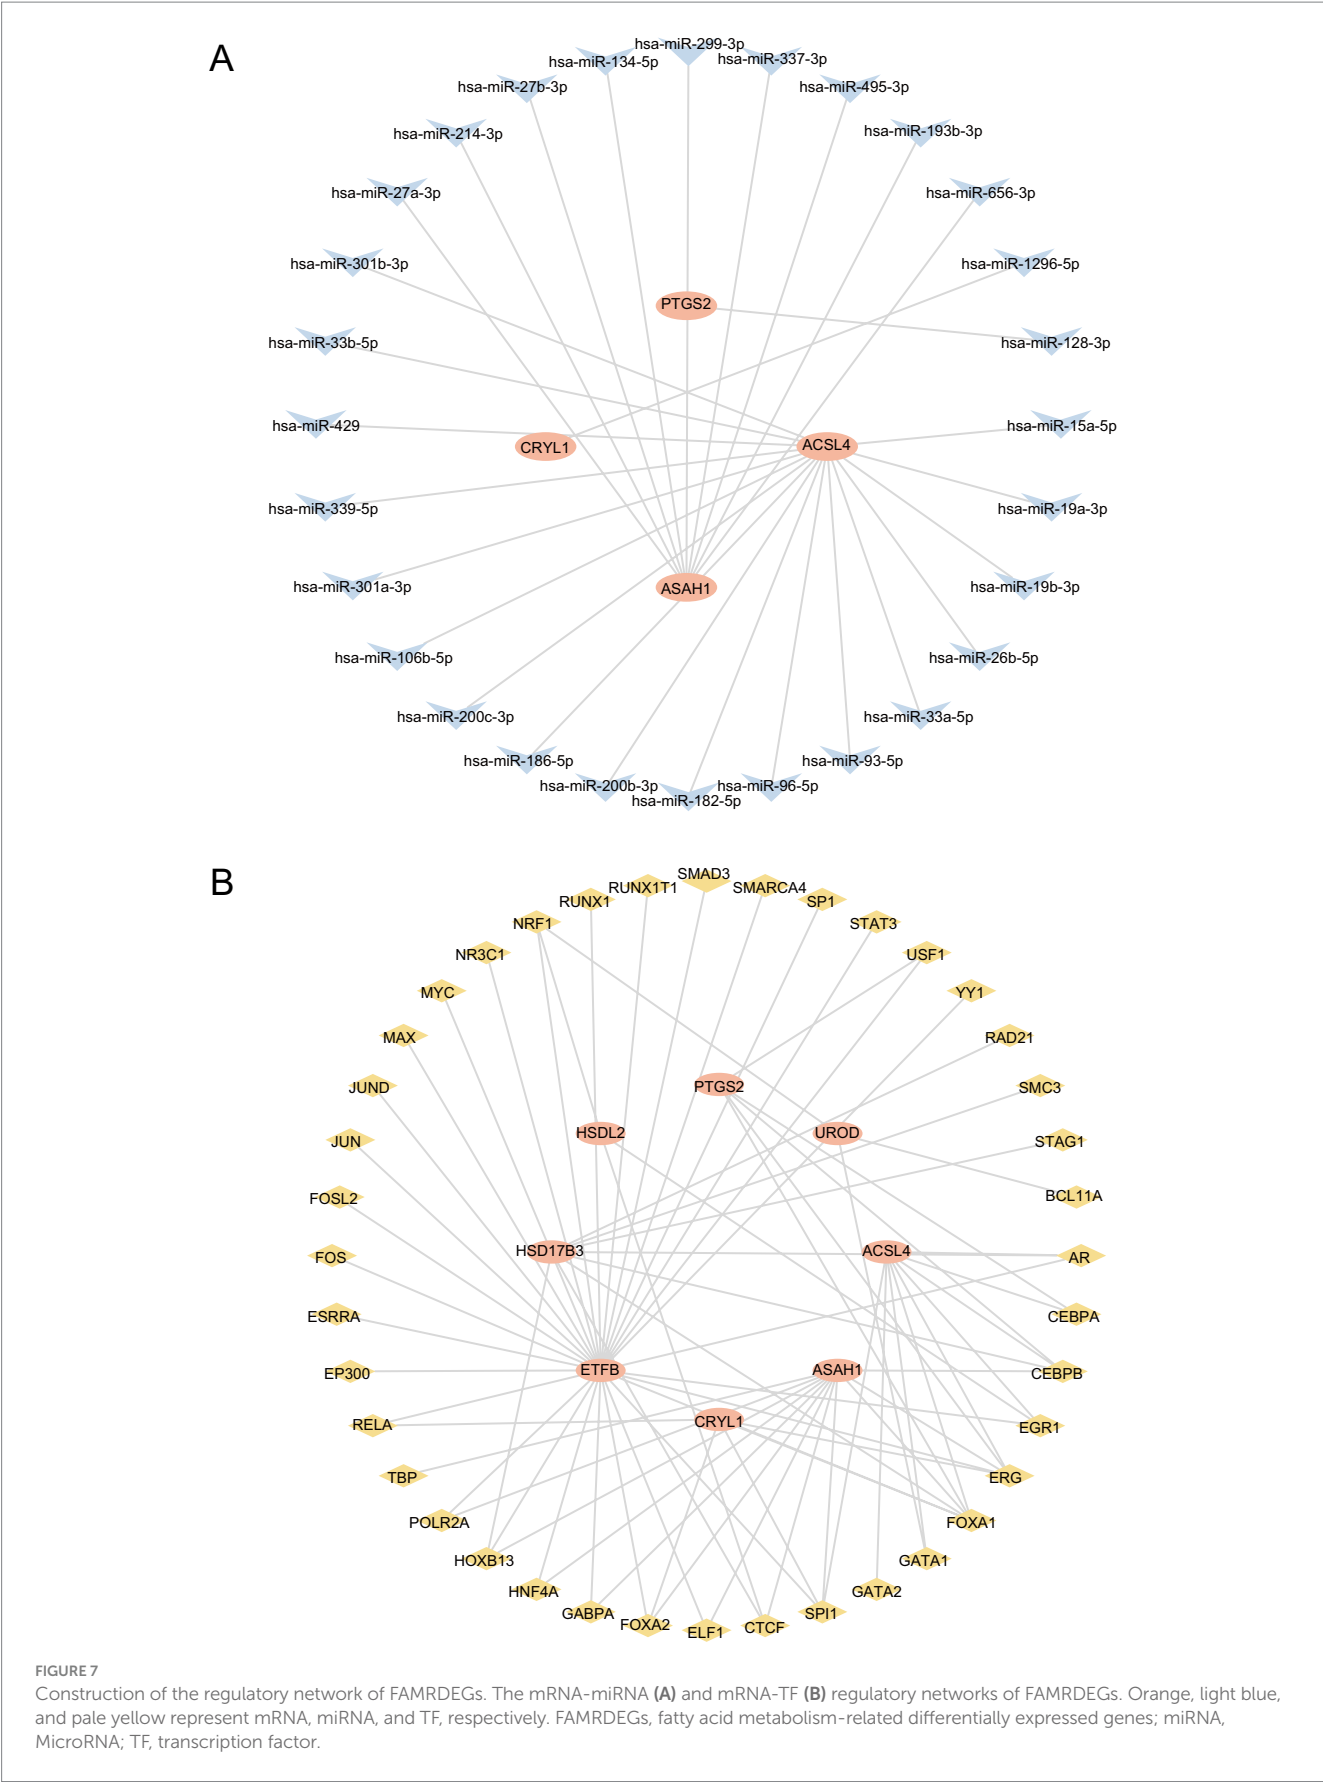 A
hsa-miR-299-3p
hsa-miR-134-5p
hsa-miR-337-3p
hsa-miR-27b-3p
hsa-miR-495-3p
hsa-miR-214-3p
hsa-miR-193b-3p
hsa-miR-27a-3p
hsa-miR-656-3p
hsa-miR-301b-3p
hsa-miR-1296-5p
PTGS2
hsa-miR-33b-5p
hsa-miR-128-3p
hsa-miR-429
hsa-miR-15a-5p
CRYL1
ACSL4
hsa-miR-339-5p
hsa-miR-19a-3p
hsa-miR-301a-3p
ASAH1
hsa-miR-19b-3p
hsa-miR-106b-5p
hsa-miR-26b-5p
hsa-miR-200c-3p
hsa-miR-33a-5p
hsa-miR-186-5p
hsa-miR-93-5p
hsa-miR-200b-3p
hsa-miR-96-5p
hsa-miR-182-5p
B
SMAD3
RUNX1T1
SMARCA4
RUNX1
SP1
NRF1
STAT3
NR3C1
USF1
MYC
YY1
MAX
RAD21
JUND
PTGS2
SMC3
HSDL2
UROD
JUN
STAG1
FOSL2
BCL11A
HSD17B3
ACSL4
FOS
AR
ESRRA
CEBPA
EP300
ETFB
ASAH1
CEBPB
RELA
CRYL1
EGR1
TBP
ERG
POLR2A
FOXA1
HOXB13
GATA1
HNF4A
GATA2
GABPA
SPI1
FOXA2
CTCF
ELF1
FIGURE 7
Construction of the regulatory network of FAMRDEGs. The mRNA-miRNA (A) and mRNA-TF (B) regulatory networks of FAMRDEGs. Orange, light blue,
and pale yellow represent mRNA, miRNA, and TF, respectively. FAMRDEGs, fatty acid metabolism-related differentially expressed genes; miRNA,
MicroRNA; TF, transcription factor.